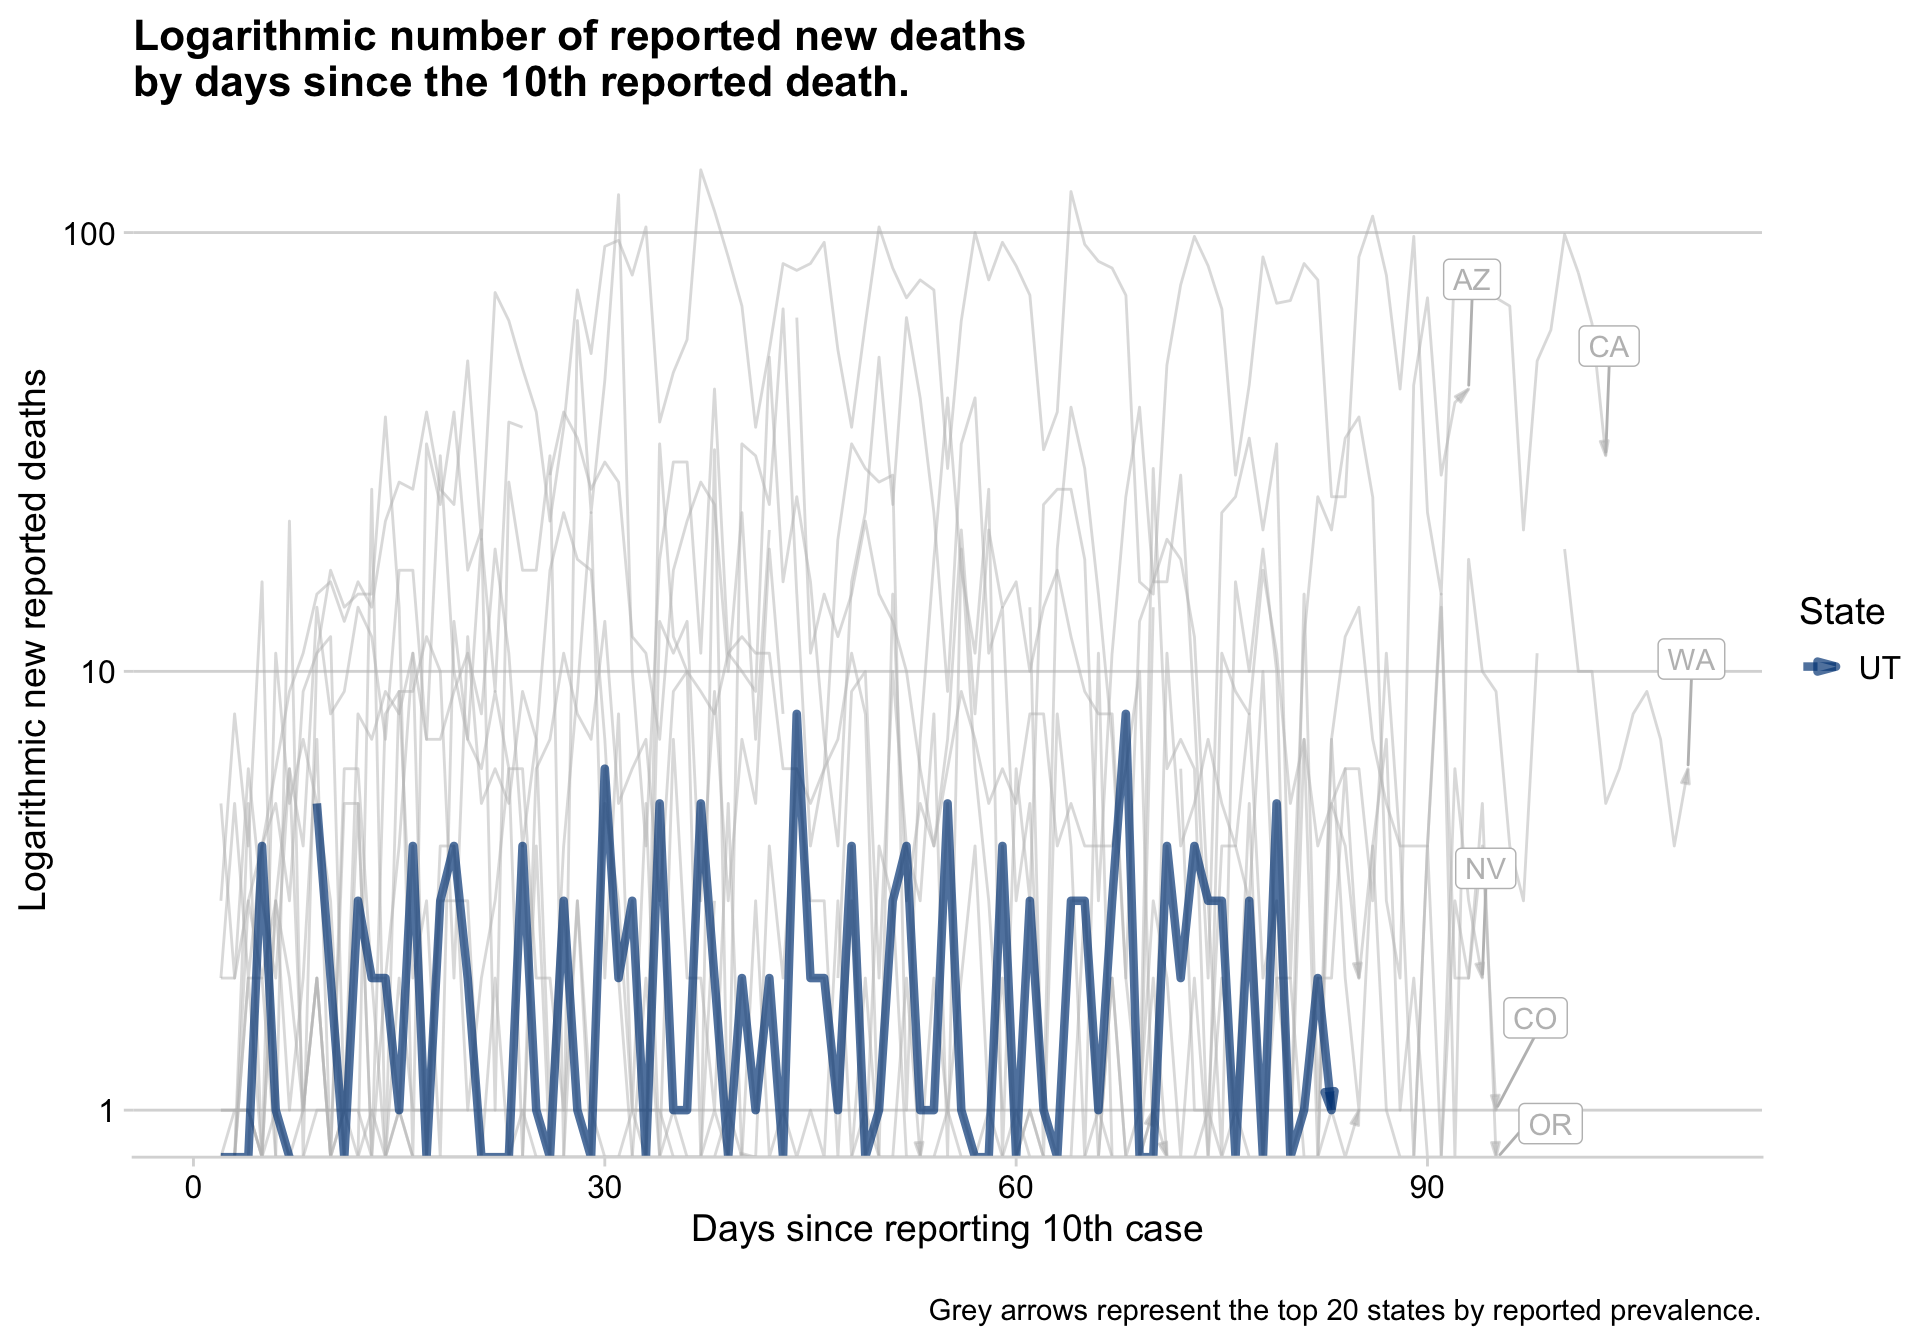 Logarithmic number of reported new deaths
by days since the 10th reported death.
Logarithmic new reported deaths
100
10
1
AZ
CA
WA
NV
CO
OR
State
UT
0
30
60
90
Days since reporting 10th case
Grey arrows represent the top 20 states by reported prevalence.